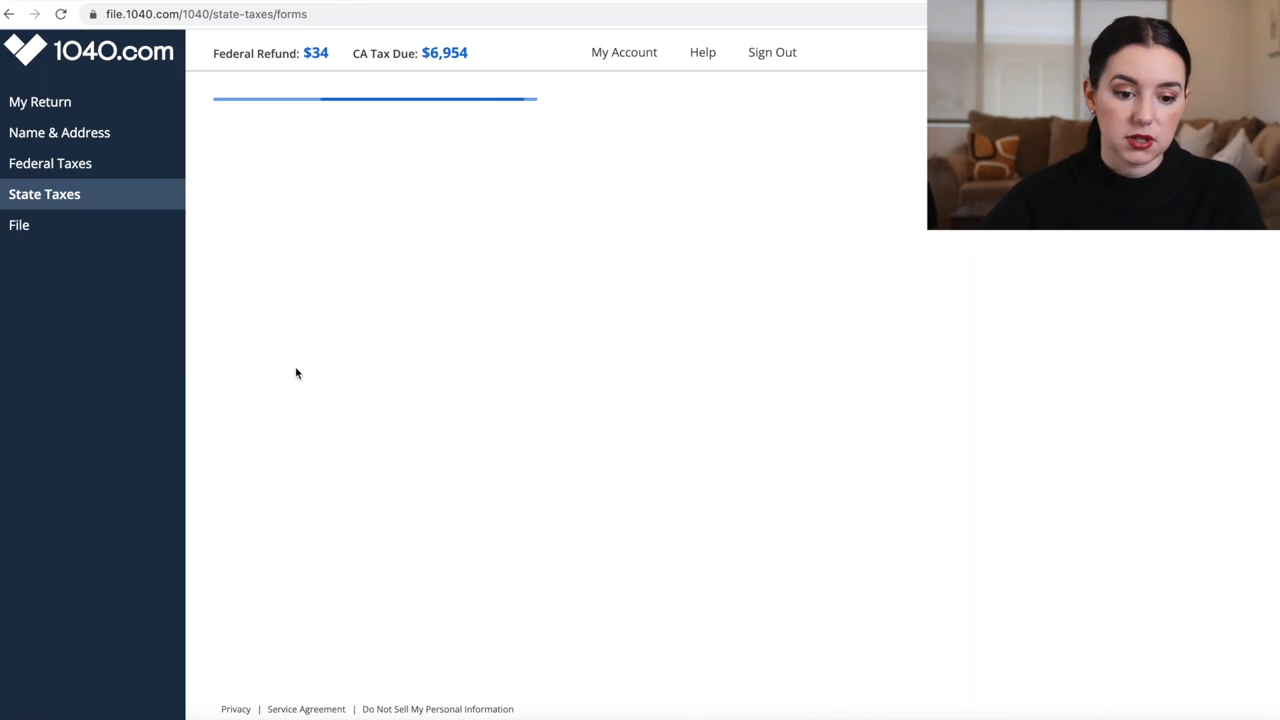 file.1040.com/1040/state-taxes/forms
1040.com
Federal Refund: $34 CA Tax Due: $6,954 My Account Help Sign Out
My Return
Name & Address
Federal Taxes
State Taxes
File
Privacy | Service Agreement | Do Not Sell My Personal Information